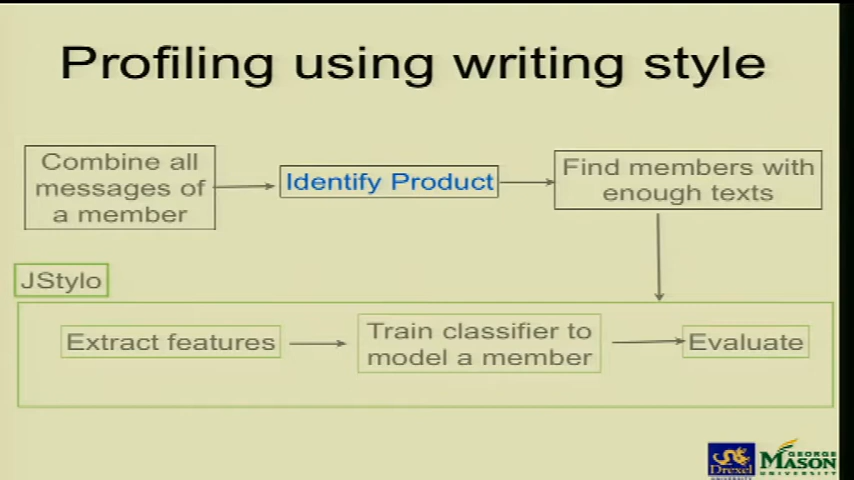 Profiling using writing style
Combine all
messages of
a member
Identify Product
Find members with
enough texts
JStylo
Extract features
Train classifier to
model a member
Evaluate
Drexel
UNIVERSITY
GEORGE
MASON
UNIVERSITY